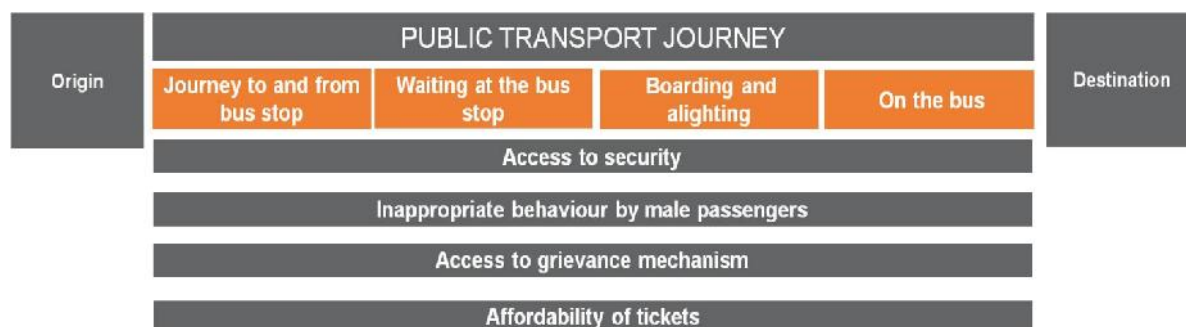 PUBLIC TRANSPORT JOURNEY
Origin
Journey to and from
bus stop
Waiting at the bus
stop
Boarding and
alighting
On the bus
Destination
Access to security
Inappropriate behaviour by male passengers
Access to grievance mechanism
Affordability of tickets